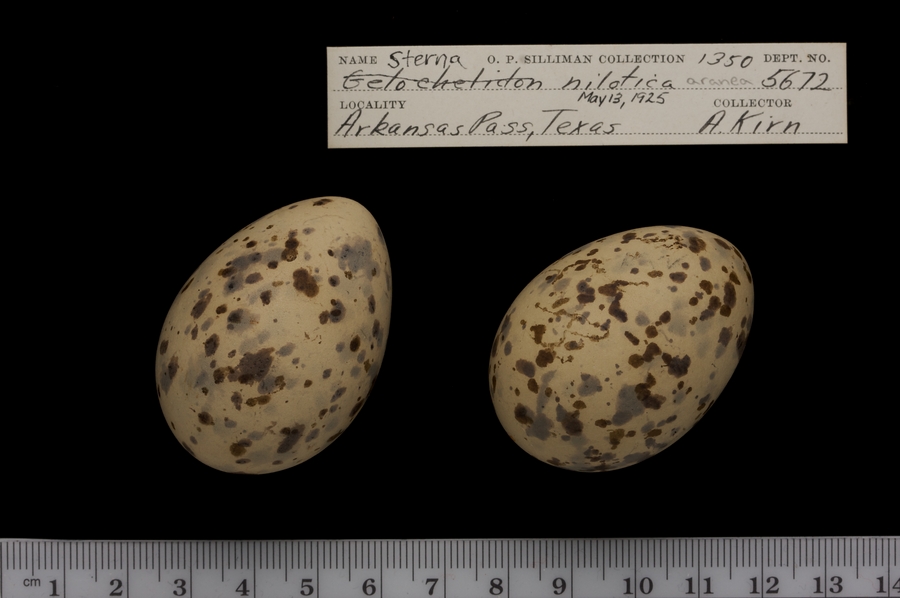 NAME Sterna O. P. SILLIMAN COLLECTION 1350 DEPT. NO.
Gelochelidon nilotica aranea 5672
May 13, 1925
LOCALITY COLLECTOR
Arkansas Pass, Texas A. Kirn
cm 1 2 3 4 5 6 7 8 9 10 11 12 13 14